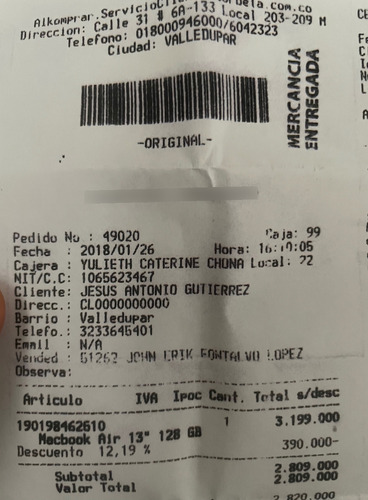 Alkomprar.Servicio
Direccion: Calle 31 # 6A-133 Local 203-209 M
Telefono: 018000946000/6042323
Ciudad: VALLEDUPAR
MERCANCIA
ENTREGADA
-ORIGINAL-
Pedido No : 49020 Caja: 99
Fecha : 2018/01/26 Hora:
Cajera : YULIETH CATERINE CHONA Local: 22
NIT/C.C: 1065623467
Cliente: JESUS ANTONIO GUTIERREZ
Direcc.: CL0000000000
Barrio : Valledupar
Telefo.: 3233645401
Email : N/A
Vended : 51262 JOHN ERIK FONTALVO LOPEZ
Observa:
Articulo IVA Ipoc Cant. Total s/desc
190198462610 1 3.199.000
Macbook Air 13" 128 GB
Descuento 12,19 % 390.000-
Subtotal 2.809.000
Valor Total 2.809.000